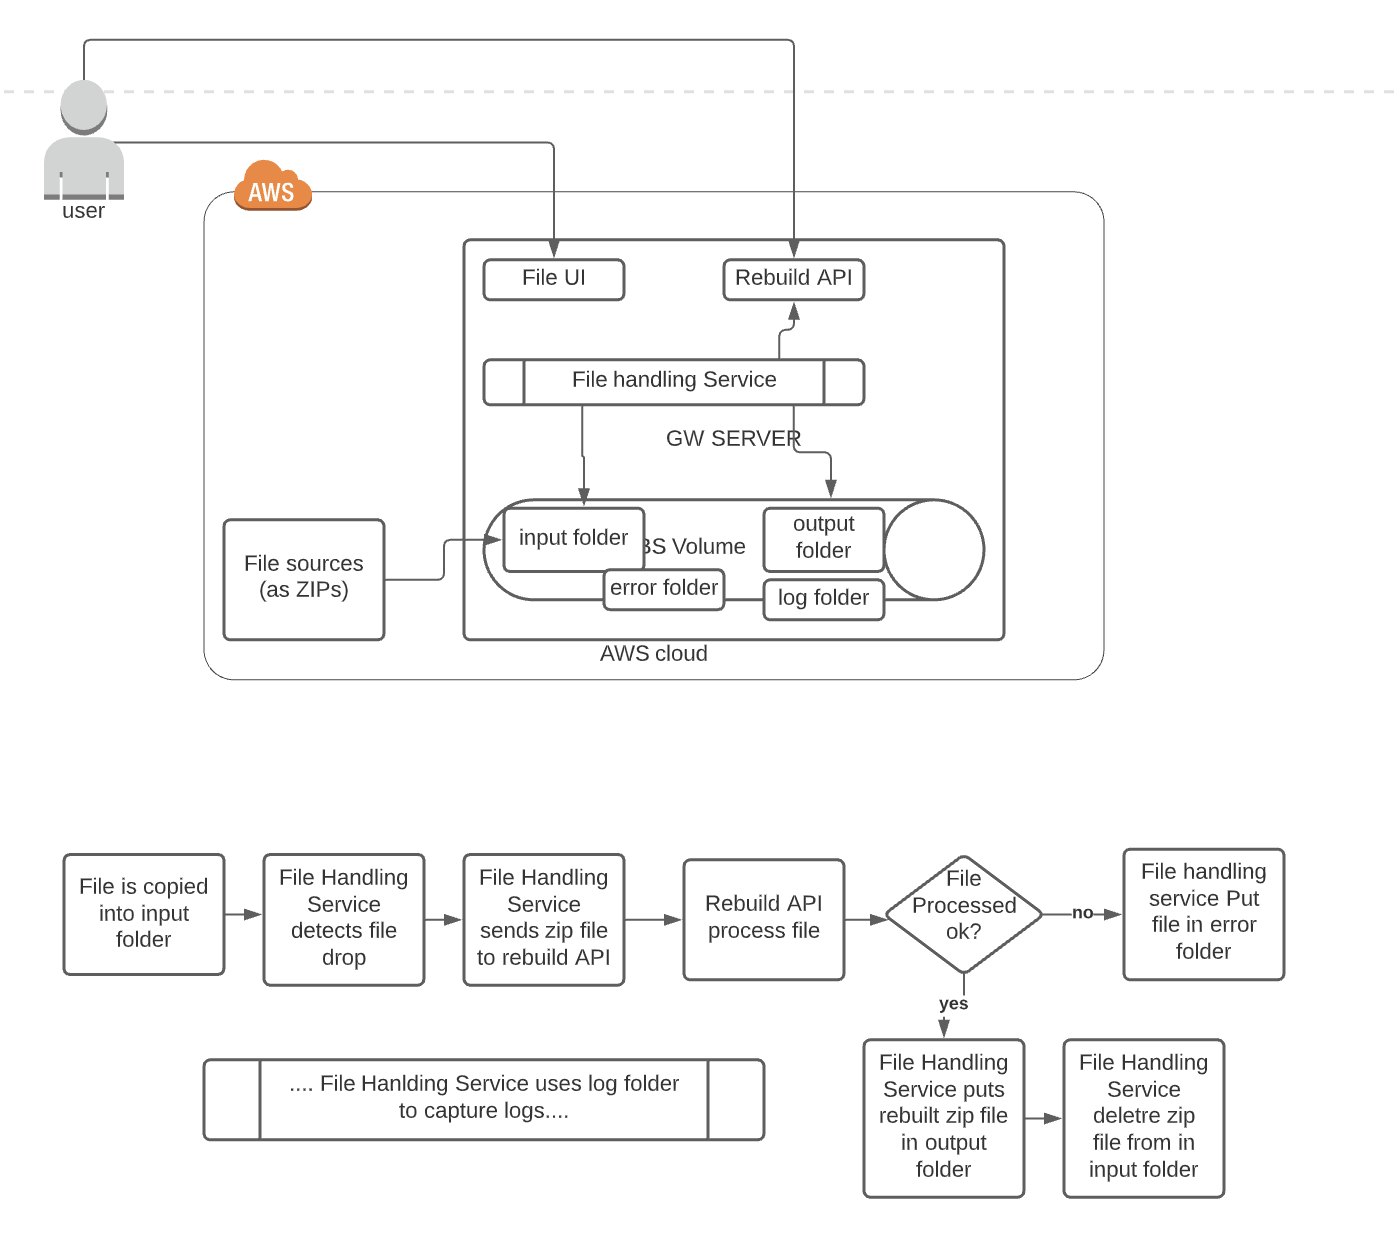 AWS
user
File UI
Rebuild API
File handling Service
GW SERVER
input folder
BS Volume
output
folder
error folder
log folder
File sources
(as ZIPs)
AWS cloud
File is copied
into input
folder
File Handling
Service
detects file
drop
File Handling
Service
sends zip file
to rebuild API
Rebuild API
process file
File
Processed
ok?
no
File handling
service Put
file in error
folder
yes
.... File Hanlding Service uses log folder
to capture logs....
File Handling
Service puts
rebuilt zip file
in output
folder
File Handling
Service
deletre zip
file from in
input folder